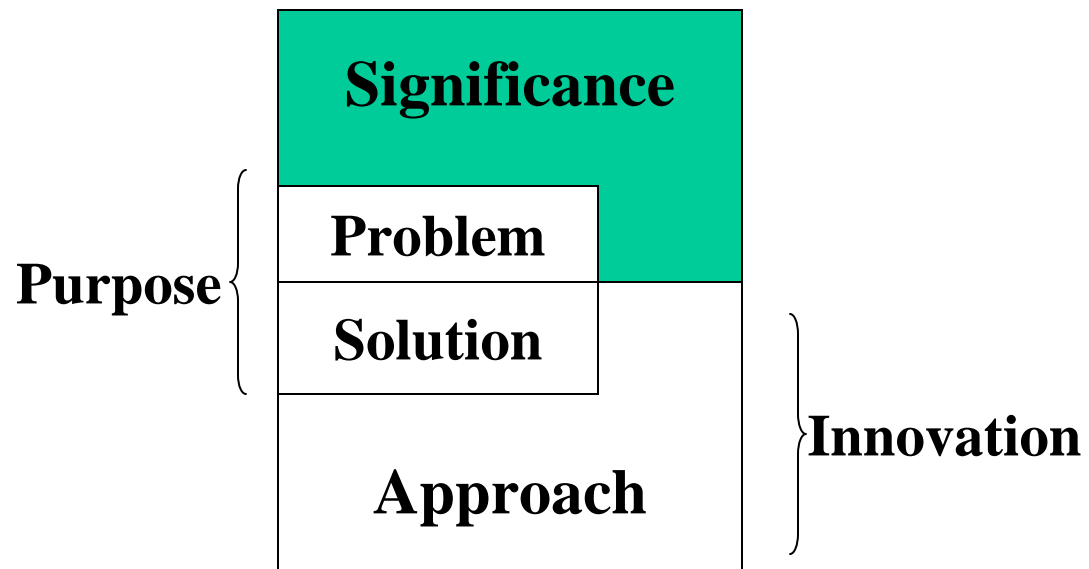 Significance
Problem
Purpose
Solution
Innovation
Approach